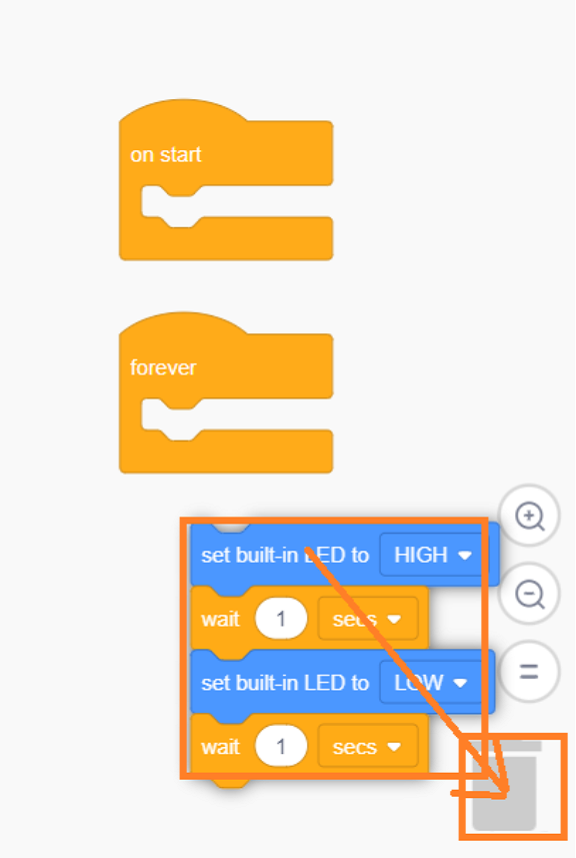 on start
forever
set built-in LED to HIGH
wait 1 secs
set built-in LED to LOW
wait 1 secs